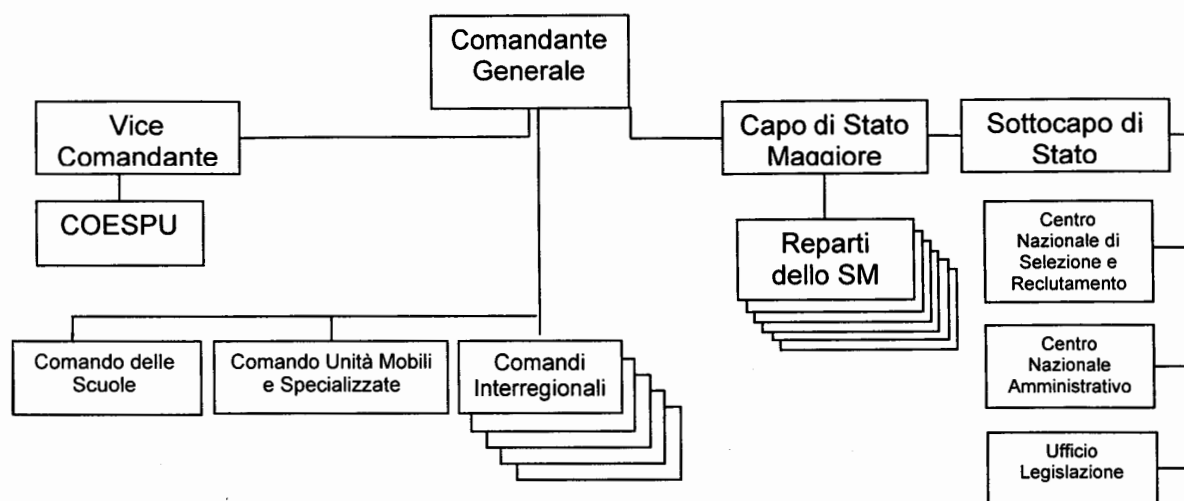 Comandante
Generale
Vice
Comandante
Capo di Stato
Maggiore
Sottocapo di
Stato
COESPU
Reparti
dello SM
Centro
Nazionale di
Selezione e
Reclutamento
Comando delle
Scuole
Comando Unità Mobili
e Specializzate
Comandi
Interregionali
Centro
Nazionale
Amministrativo
Ufficio
Legislazione